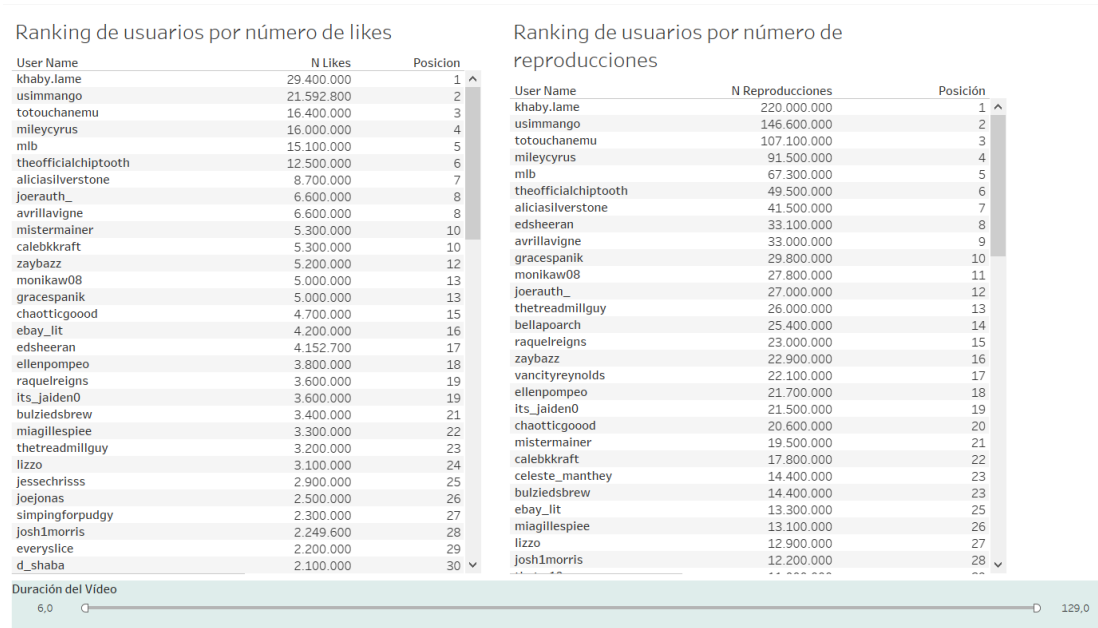 Ranking de usuarios por número de likes
User Name N Likes Posicion
khaby.lame 29.400.000 1
usimmango 21.592.800 2
totouchanemu 16.400.000 3
mileycyrus 16.000.000 4
mlb 15.100.000 5
theofficialchiptooth 12.500.000 6
aliciasilverstone 8.700.000 7
joerauth_ 6.600.000 8
avrillavigne 6.600.000 8
mistermainer 5.300.000 10
calebkkraft 5.300.000 10
zaybazz 5.200.000 12
monikaw08 5.000.000 13
gracespanik 5.000.000 13
chaotticgoood 4.700.000 15
ebay_lit 4.200.000 16
edsheeran 4.152.700 17
ellenpompeo 3.800.000 18
raquelreigns 3.600.000 19
its_jaiden0 3.600.000 19
bulziedsbrew 3.400.000 21
miagillespiee 3.300.000 22
thetreadmillguy 3.200.000 23
lizzo 3.100.000 24
jessechrisss 2.900.000 25
joejonas 2.500.000 26
simpingforpudgy 2.300.000 27
josh1morris 2.249.600 28
everyslice 2.200.000 29
d_shaba 2.100.000 30
Ranking de usuarios por número de
reproducciones
User Name N Reproducciones Posición
khaby.lame 220.000.000 1
usimmango 146.600.000 2
totouchanemu 107.100.000 3
mileycyrus 91.500.000 4
mlb 67.300.000 5
theofficialchiptooth 49.500.000 6
aliciasilverstone 41.500.000 7
edsheeran 33.100.000 8
avrillavigne 33.000.000 9
gracespanik 29.800.000 10
monikaw08 27.800.000 11
joerauth_ 27.000.000 12
thetreadmillguy 26.000.000 13
bellapoarch 25.400.000 14
raquelreigns 23.000.000 15
zaybazz 22.900.000 16
vancityreynolds 22.100.000 17
ellenpompeo 21.700.000 18
its_jaiden0 21.500.000 19
chaotticgoood 20.600.000 20
mistermainer 19.500.000 21
calebkkraft 17.800.000 22
celeste_manthey 14.400.000 23
bulziedsbrew 14.400.000 23
ebay_lit 13.300.000 25
miagillespiee 13.100.000 26
lizzo 12.900.000 27
josh1morris 12.200.000 28
Duración del Vídeo
6,0 129,0